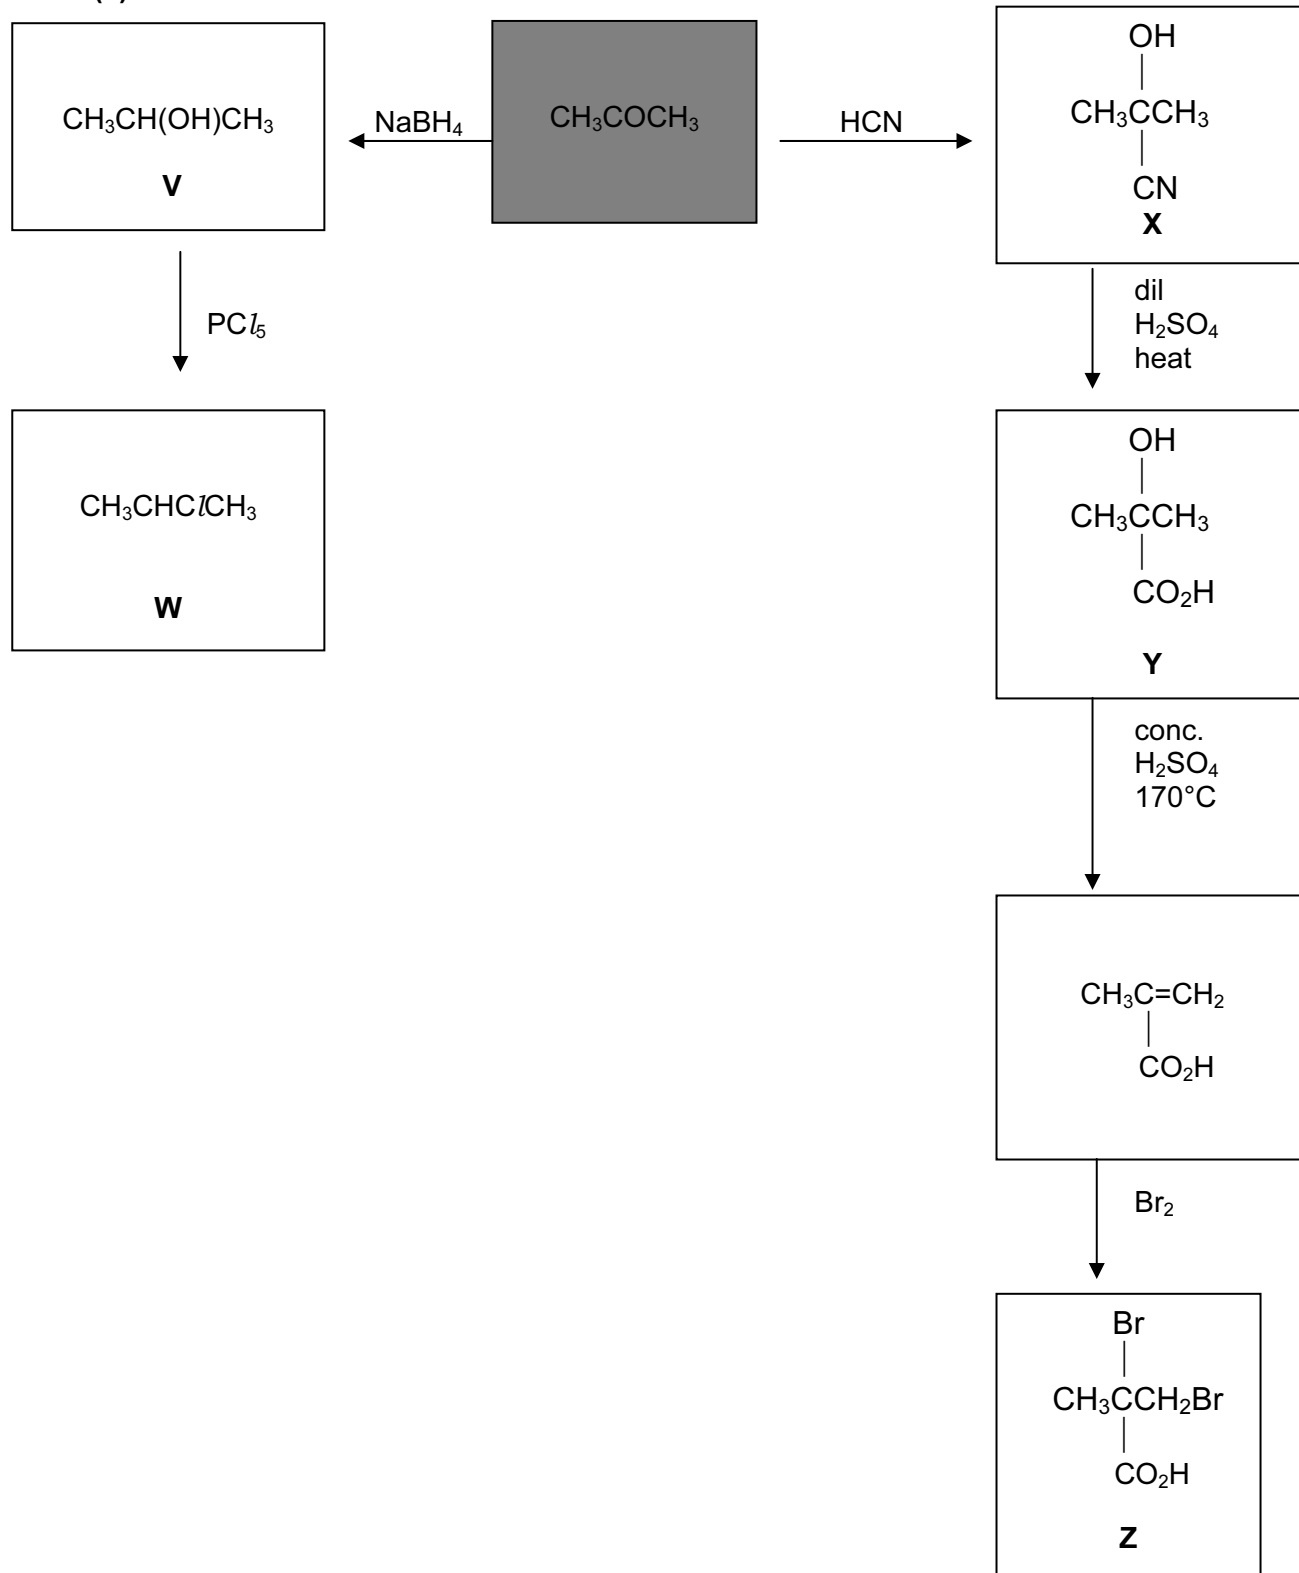 CH₃CH(OH)CH₃
V
NaBH₄
CH₃COCH₃
HCN
OH
CH₃CCH₃
CN
X
PCl₅
dil
H₂SO₄
heat
CH₃CHClCH₃
W
OH
CH₃CCH₃
CO₂H
Y
conc.
H₂SO₄
170°C
CH₃C=CH₂
CO₂H
Br₂
Br
CH₃CCH₂Br
CO₂H
Z